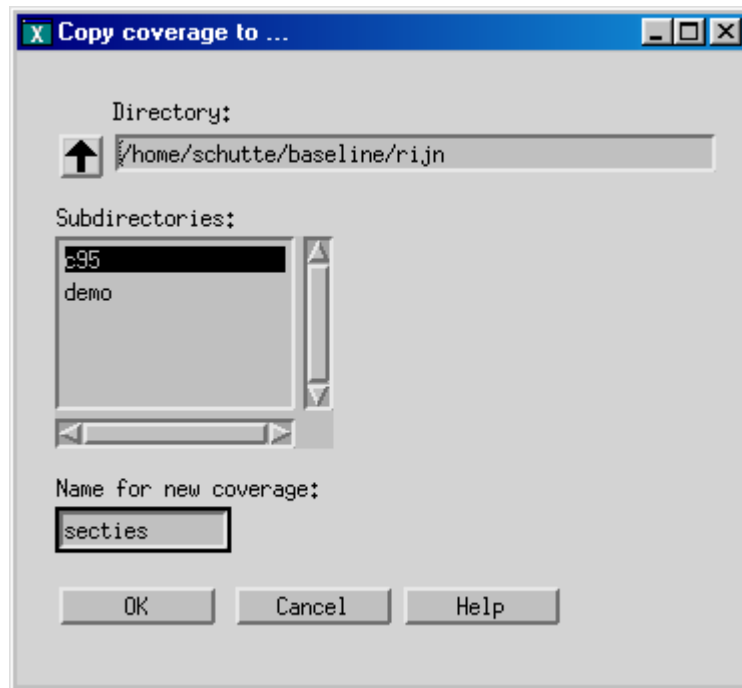 X Copy coverage to ...
Directory:
/home/schutte/baseline/rijn
Subdirectories:
c95
demo
Name for new coverage:
secties
OK Cancel Help